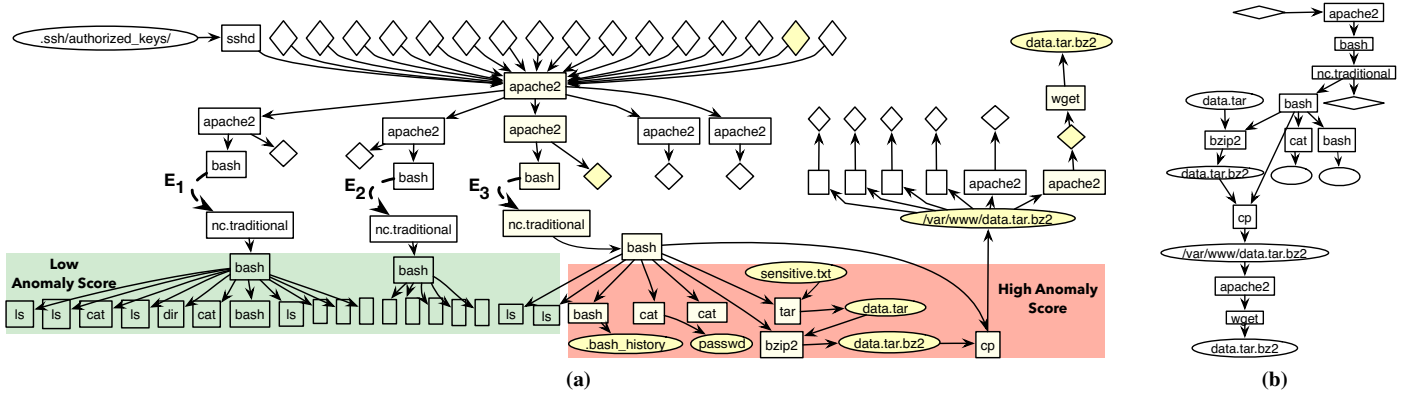 .ssh/authorized_keys/
sshd
apache2
apache2
apache2
apache2
apache2
apache2
bash
bash
bash
E1
E2
E3
nc.traditional
nc.traditional
nc.traditional
data.tar.bz2
wget
apache2
apache2
/var/www/data.tar.bz2
Low
Anomaly Score
bash
bash
bash
ls
ls
cat
ls
dir
cat
bash
ls
ls
ls
bash
cat
cat
tar
sensitive.txt
data.tar
.bash_history
passwd
bzip2
data.tar.bz2
cp
High Anomaly
Score
(a)
apache2
bash
nc.traditional
data.tar
bash
bzip2
cat
bash
data.tar.bz2
cp
/var/www/data.tar.bz2
apache2
wget
data.tar.bz2
(b)